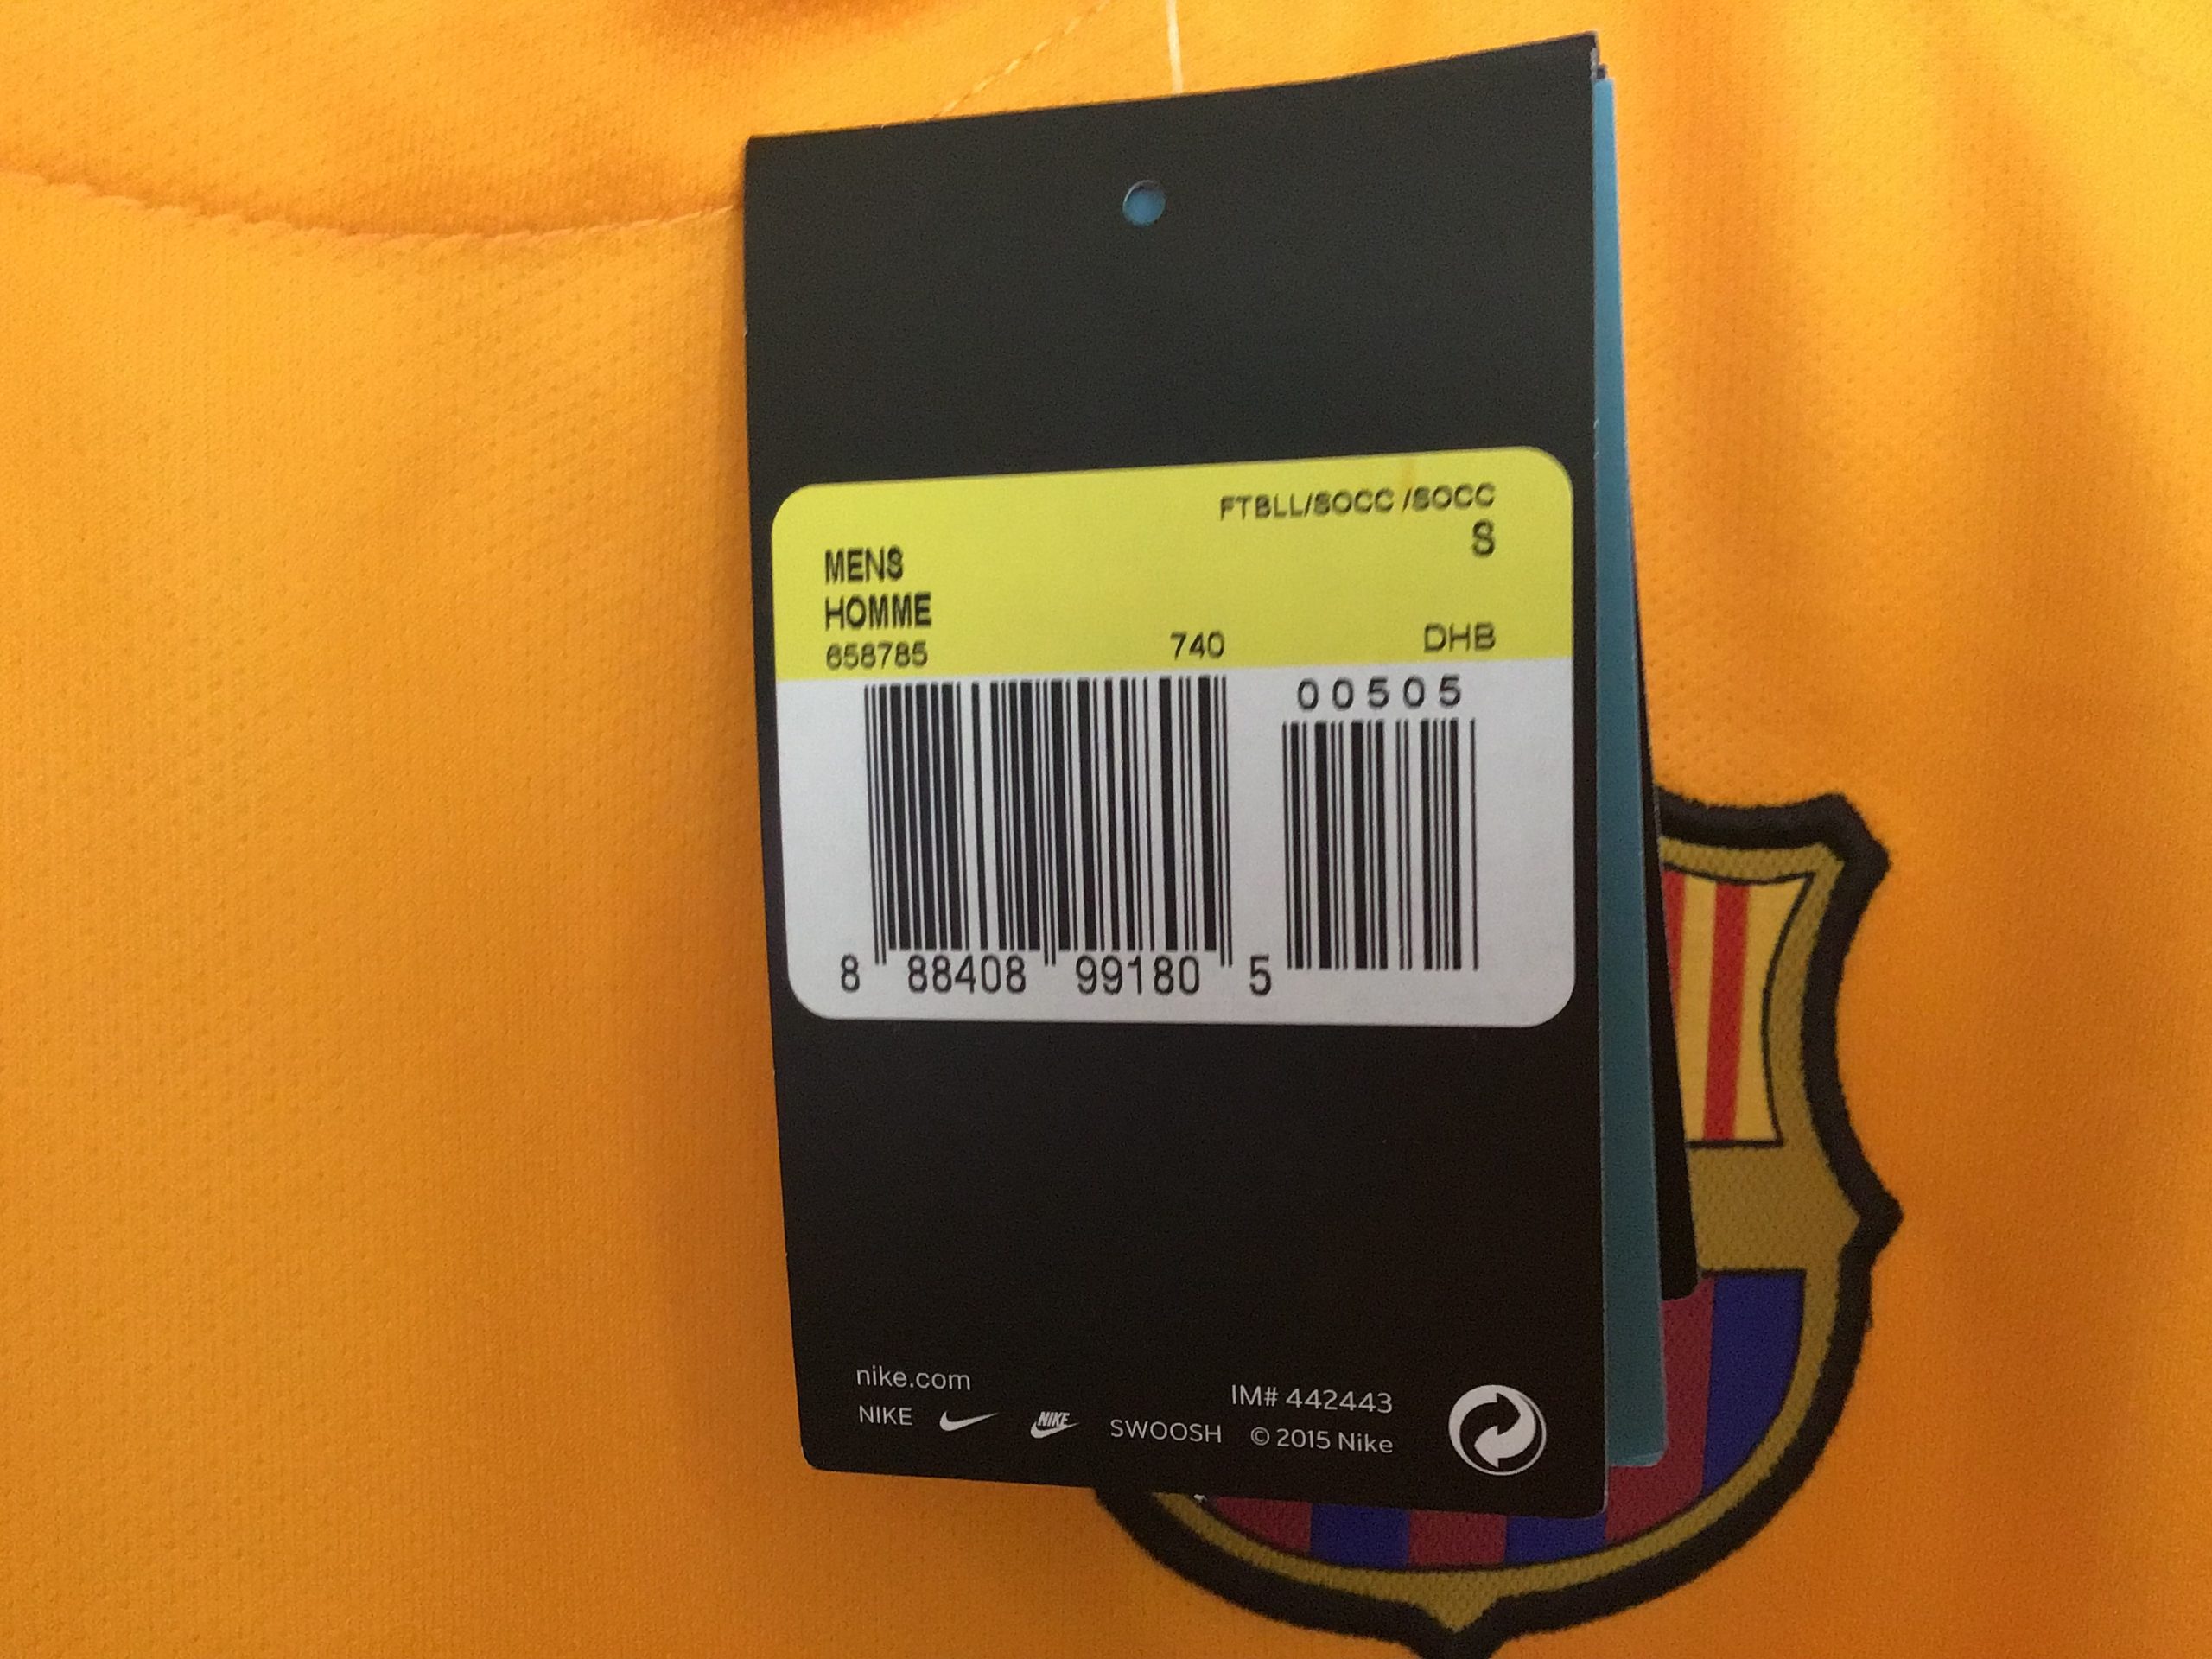 FTBLL/SOCC /SOCC
S
MENS
HOMME
658785 740 DHB
00505
8 88408 99180 5
nike.com
IM# 442443
NIKE NIKE SWOOSH © 2015 Nike